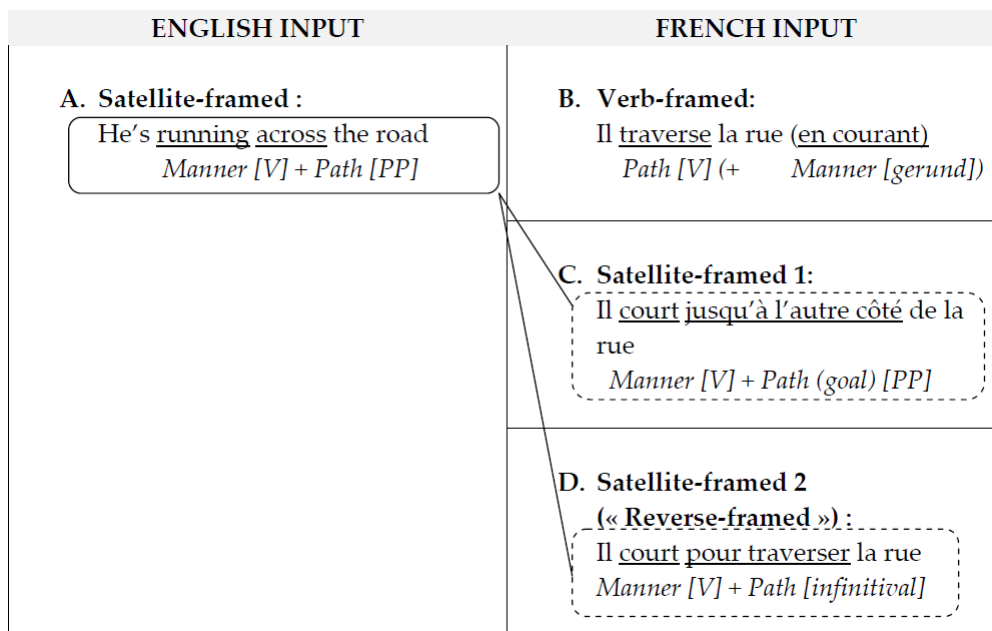 ENGLISH INPUT
FRENCH INPUT
A. Satellite-framed :
He's running across the road
Manner [V] + Path [PP]
B. Verb-framed:
Il traverse la rue (en courant)
Path [V] (+ Manner [gerund])
C. Satellite-framed 1:
Il court jusqu'à l'autre côté de la
rue
Manner [V] + Path (goal) [PP]
D. Satellite-framed 2
(« Reverse-framed ») :
Il court pour traverser la rue
Manner [V] + Path [infinitival]